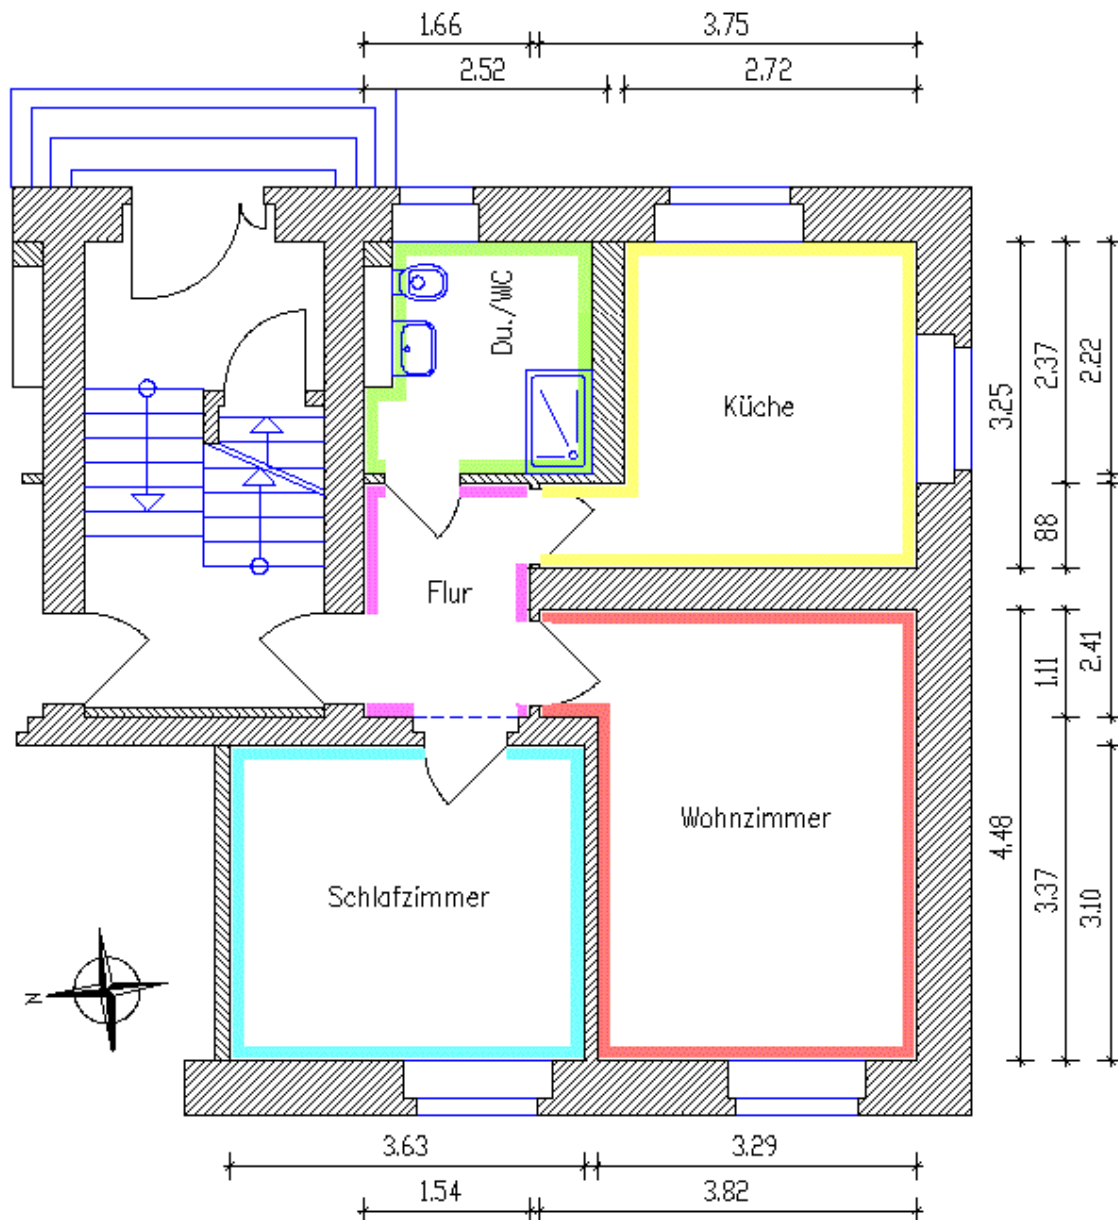 1.66
3.75
2.52
2.72
Du./WC
Küche
3.25
2.37
2.22
88
Flur
1.11
2.41
Wohnzimmer
4.48
Schlafzimmer
3.37
3.10
N
3.63
3.29
1.54
3.82